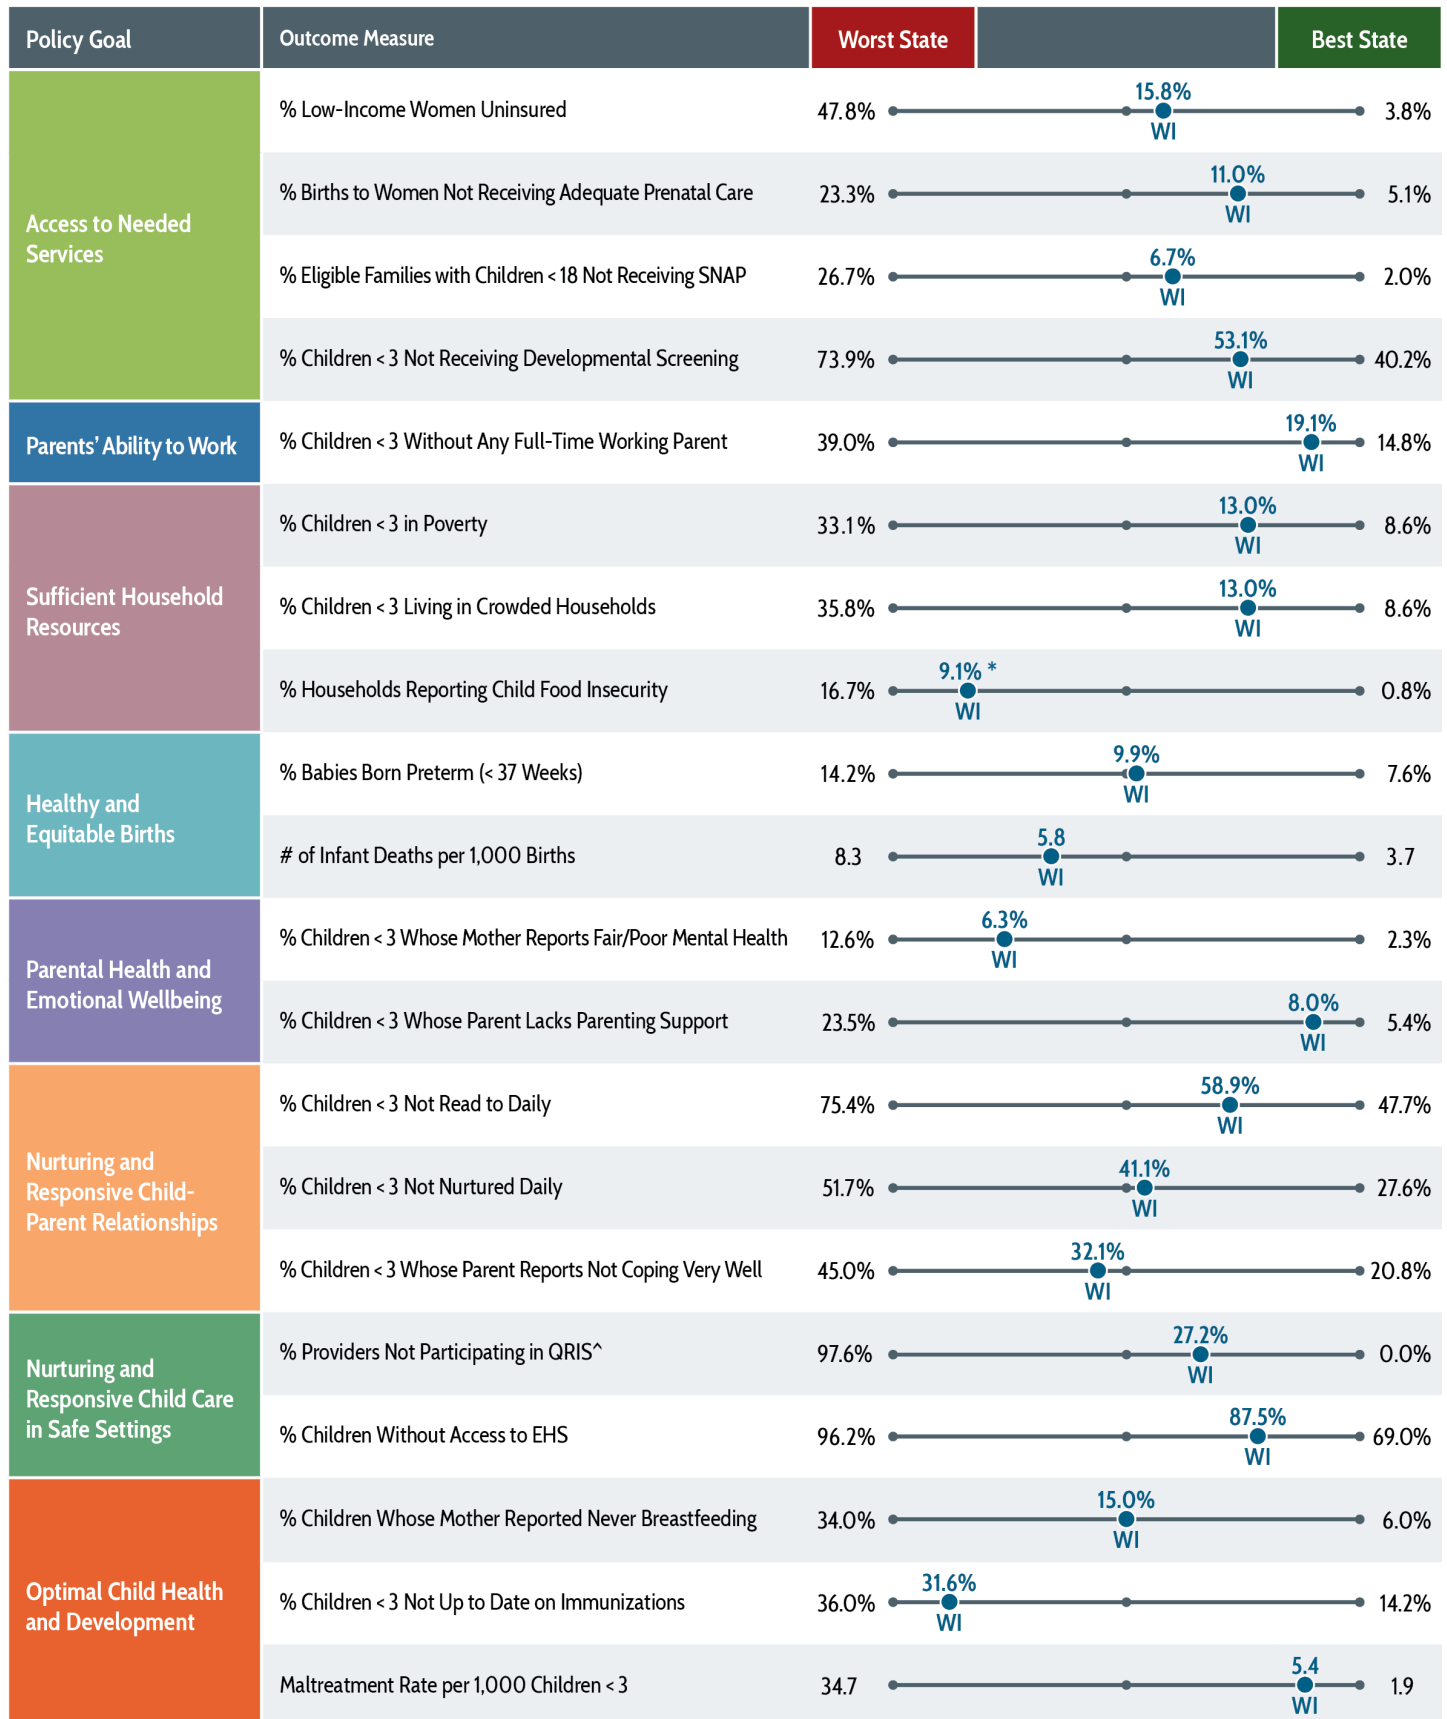 Policy Goal
Outcome Measure
Worst State
Best State
Access to Needed
Services
% Low-Income Women Uninsured
47.8%
15.8%
WI
3.8%
% Births to Women Not Receiving Adequate Prenatal Care
23.3%
11.0%
WI
5.1%
% Eligible Families with Children < 18 Not Receiving SNAP
26.7%
6.7%
WI
2.0%
% Children < 3 Not Receiving Developmental Screening
73.9%
53.1%
WI
40.2%
Parents' Ability to Work
% Children < 3 Without Any Full-Time Working Parent
39.0%
19.1%
WI
14.8%
Sufficient Household
Resources
% Children < 3 in Poverty
33.1%
13.0%
WI
8.6%
% Children < 3 Living in Crowded Households
35.8%
13.0%
WI
8.6%
% Households Reporting Child Food Insecurity
16.7%
9.1% *
WI
0.8%
Healthy and
Equitable Births
% Babies Born Preterm (< 37 Weeks)
14.2%
9.9%
WI
7.6%
# of Infant Deaths per 1,000 Births
8.3
5.8
WI
3.7
Parental Health and
Emotional Wellbeing
% Children < 3 Whose Mother Reports Fair/Poor Mental Health
12.6%
6.3%
WI
2.3%
% Children < 3 Whose Parent Lacks Parenting Support
23.5%
8.0%
WI
5.4%
Nurturing and
Responsive Child-
Parent Relationships
% Children < 3 Not Read to Daily
75.4%
58.9%
WI
47.7%
% Children < 3 Not Nurtured Daily
51.7%
41.1%
WI
27.6%
% Children < 3 Whose Parent Reports Not Coping Very Well
45.0%
32.1%
WI
20.8%
Nurturing and
Responsive Child Care
in Safe Settings
% Providers Not Participating in QRIS^
97.6%
27.2%
WI
0.0%
% Children Without Access to EHS
96.2%
87.5%
WI
69.0%
Optimal Child Health
and Development
% Children Whose Mother Reported Never Breastfeeding
34.0%
15.0%
WI
6.0%
% Children < 3 Not Up to Date on Immunizations
36.0%
31.6%
WI
14.2%
Maltreatment Rate per 1,000 Children < 3
34.7
5.4
WI
1.9